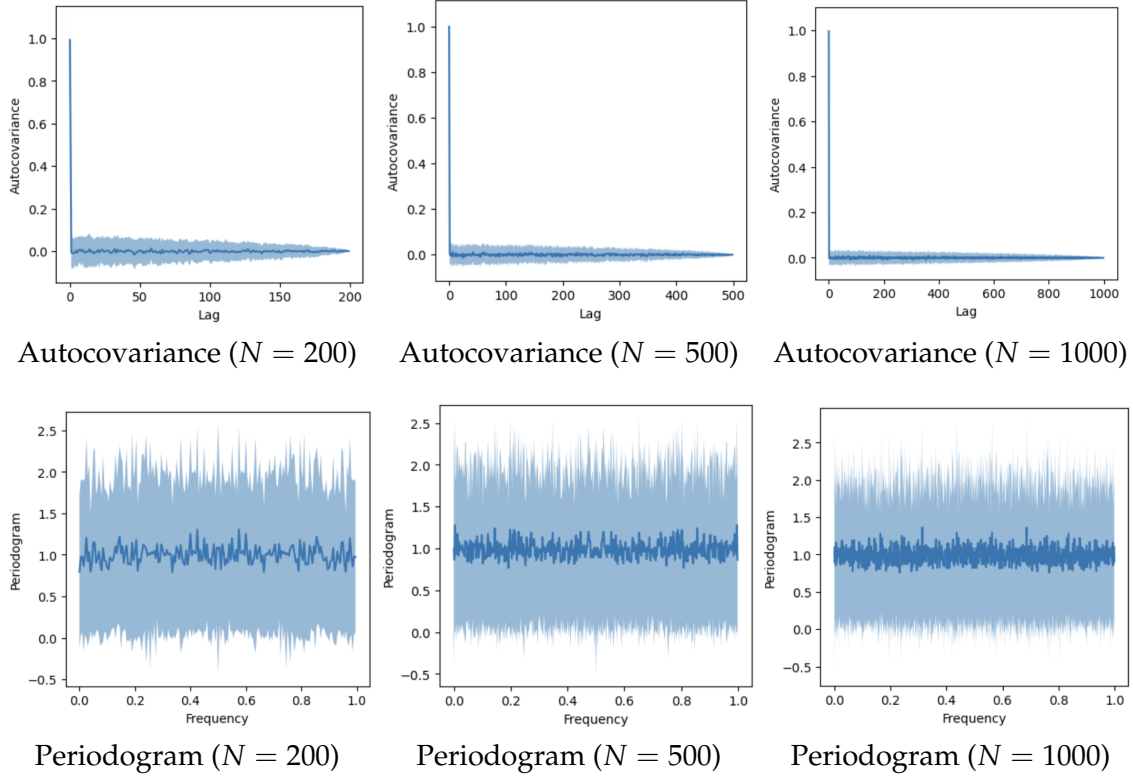 1.0
0.8
0.6
0.4
0.2
0.0
Autocovariance
0 50 100 150 200
Lag
1.0
0.8
0.6
0.4
0.2
0.0
Autocovariance
0 100 200 300 400 500
Lag
1.0
0.8
0.6
0.4
0.2
0.0
Autocovariance
0 200 400 600 800 1000
Lag
Autocovariance (N = 200)
Autocovariance (N = 500)
Autocovariance (N = 1000)
2.5
2.0
1.5
1.0
0.5
0.0
−0.5
Periodogram
0.0 0.2 0.4 0.6 0.8 1.0
Frequency
2.5
2.0
1.5
1.0
0.5
0.0
−0.5
Periodogram
0.0 0.2 0.4 0.6 0.8 1.0
Frequency
2.5
2.0
1.5
1.0
0.5
0.0
−0.5
Periodogram
0.0 0.2 0.4 0.6 0.8 1.0
Frequency
Periodogram (N = 200)
Periodogram (N = 500)
Periodogram (N = 1000)